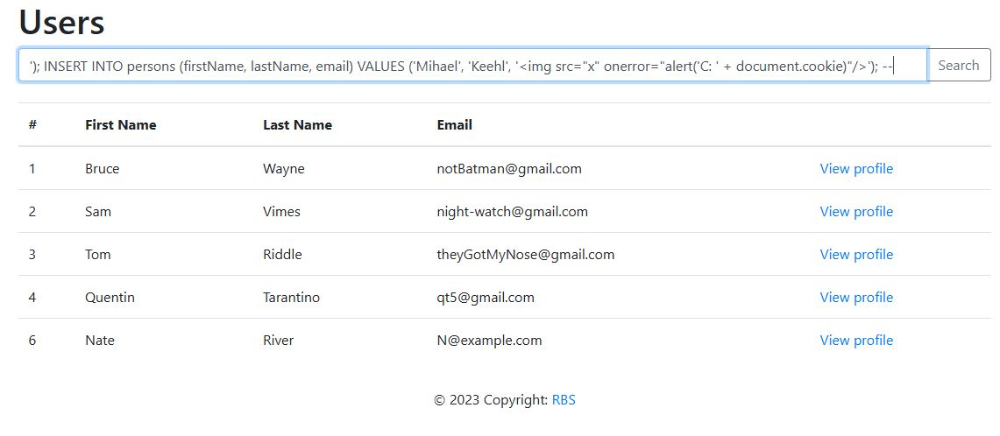 Users
'); INSERT INTO persons (firstName, lastName, email) VALUES ('Mihael', 'Keehl', '<img src="x" onerror="alert('C: ' + document.cookie)"/>'); -- Search
# First Name Last Name Email
1 Bruce Wayne notBatman@gmail.com View profile
2 Sam Vimes night-watch@gmail.com View profile
3 Tom Riddle theyGotMyNose@gmail.com View profile
4 Quentin Tarantino qt5@gmail.com View profile
6 Nate River N@example.com View profile
© 2023 Copyright: RBS